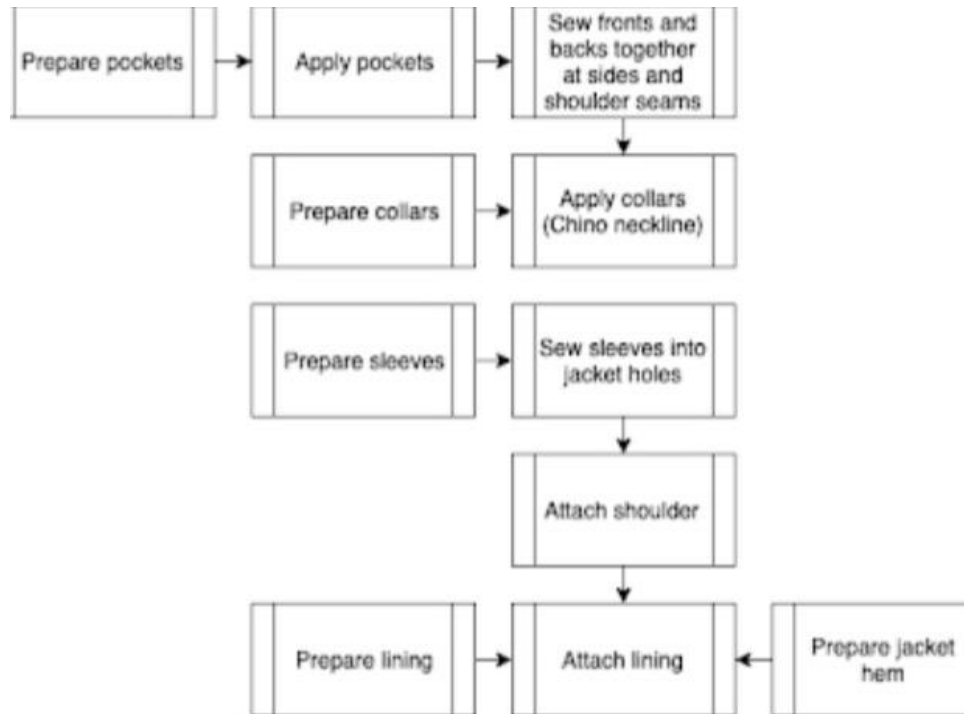 Prepare pockets
Apply pockets
Sew fronts and
backs together
at sides and
shoulder seams
Prepare collars
Apply collars
(Chino neckline)
Prepare sleeves
Sew sleeves into
jacket holes
Attach shoulder
Prepare lining
Attach lining
Prepare jacket
hem